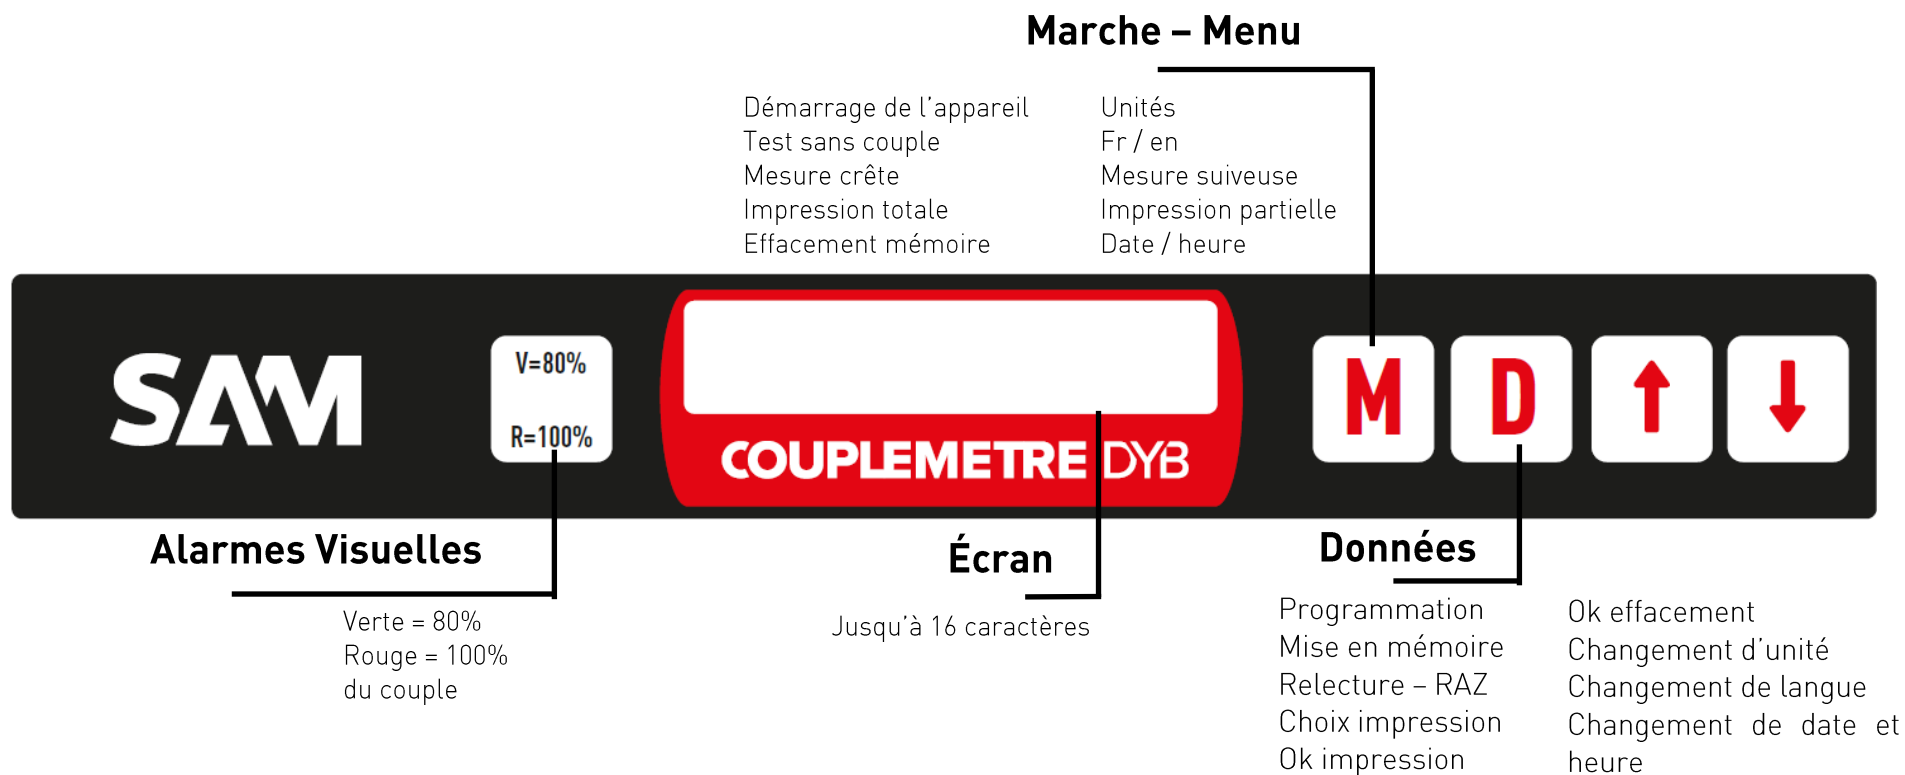 Marche – Menu
Démarrage de l'appareil
Test sans couple
Mesure crête
Impression totale
Effacement mémoire
Unités
Fr / en
Mesure suiveuse
Impression partielle
Date / heure
SAM
V=80%
R=100%
COUPLEMETRE DYB
M
D
Alarmes Visuelles
Verte = 80%
Rouge = 100%
du couple
Écran
Jusqu'à 16 caractères
Données
Programmation
Mise en mémoire
Relecture – RAZ
Choix impression
Ok impression
Ok effacement
Changement d'unité
Changement de langue
Changement de date et
heure